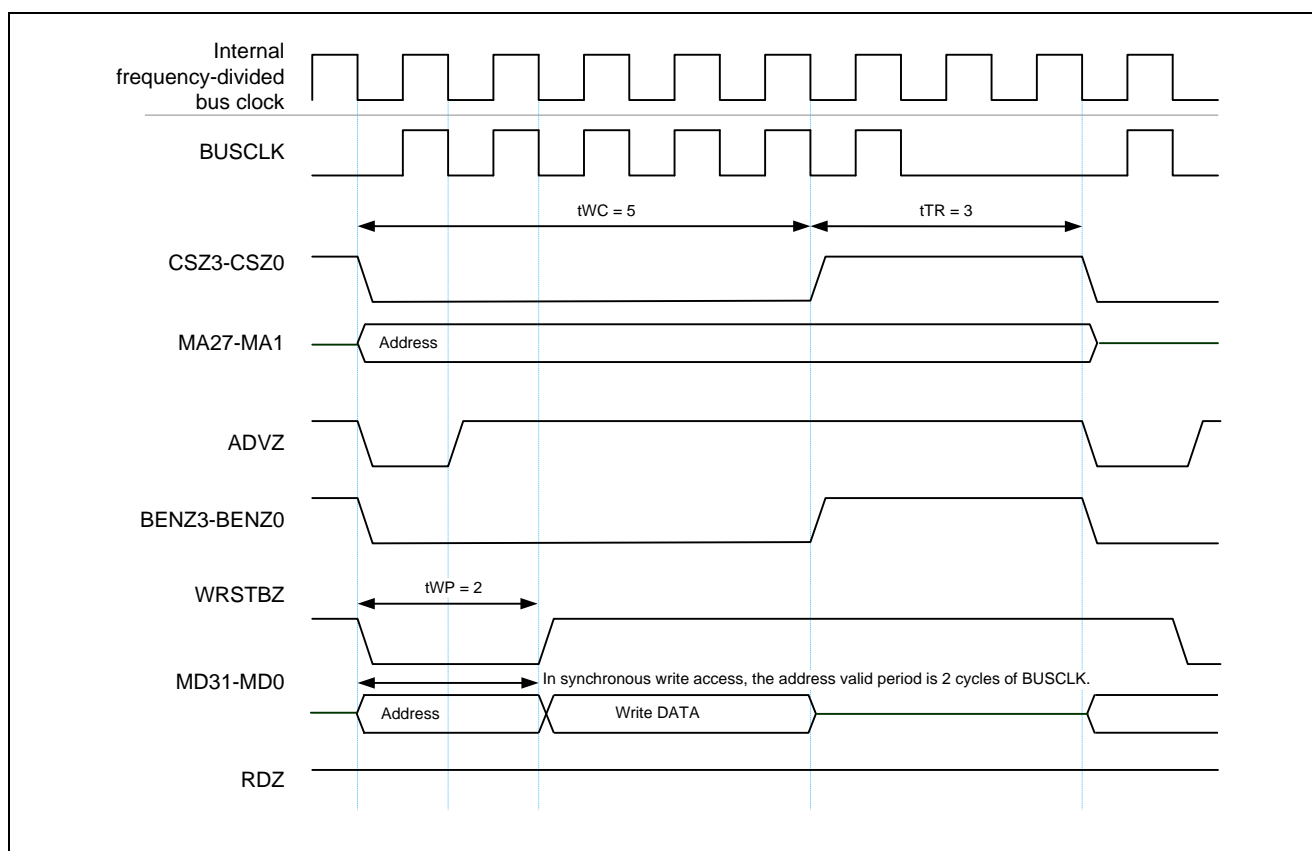 Internal
frequency-divided
bus clock
BUSCLK
tWC = 5
tTR = 3
CSZ3-CSZ0
MA27-MA1
Address
ADVZ
BENZ3-BENZ0
WRSTBZ
tWP = 2
MD31-MD0
In synchronous write access, the address valid period is 2 cycles of BUSCLK.
Address
Write DATA
RDZ